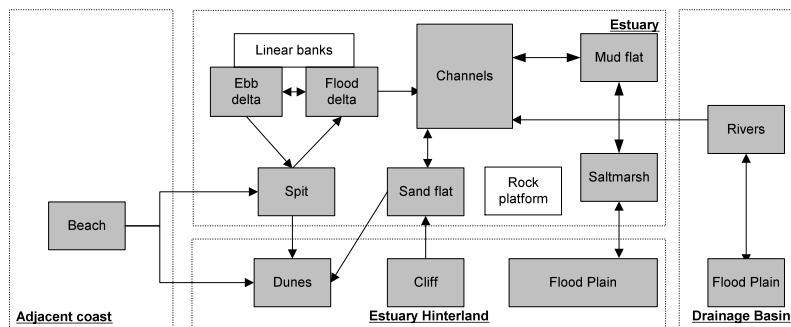 Estuary
Linear banks
Ebb
delta
Flood
delta
Channels
Mud flat
Rivers
Spit
Sand flat
Rock
platform
Saltmarsh
Beach
Dunes
Cliff
Flood Plain
Flood Plain
Adjacent coast
Estuary Hinterland
Drainage Basin